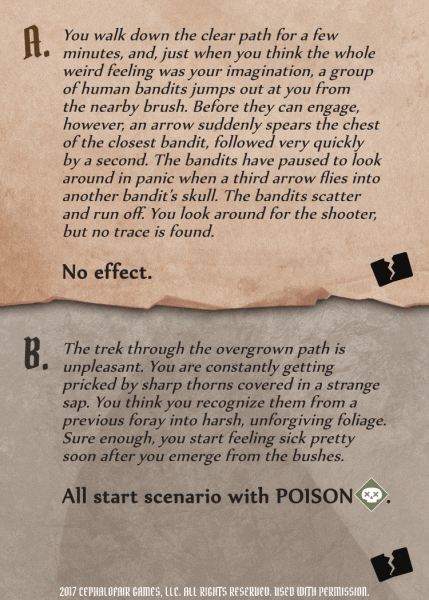 A.
You walk down the clear path for a few
minutes, and, just when you think the whole
weird feeling was your imagination, a group
of human bandits jumps out at you from
the nearby brush. Before they can engage,
however, an arrow suddenly spears the chest
of the closest bandit, followed very quickly
by a second. The bandits have paused to look
around in panic when a third arrow flies into
another bandit's skull. The bandits scatter
and run off. You look around for the shooter,
but no trace is found.
No effect.
B.
The trek through the overgrown path is
unpleasant. You are constantly getting
pricked by sharp thorns covered in a strange
sap. You think you recognize them from a
previous foray into harsh, unforgiving foliage.
Sure enough, you start feeling sick pretty
soon after you emerge from the bushes.
All start scenario with POISON.
2017 CEPHALOFAIR GAMES, LLC. ALL RIGHTS RESERVED. USED WITH PERMISSION.